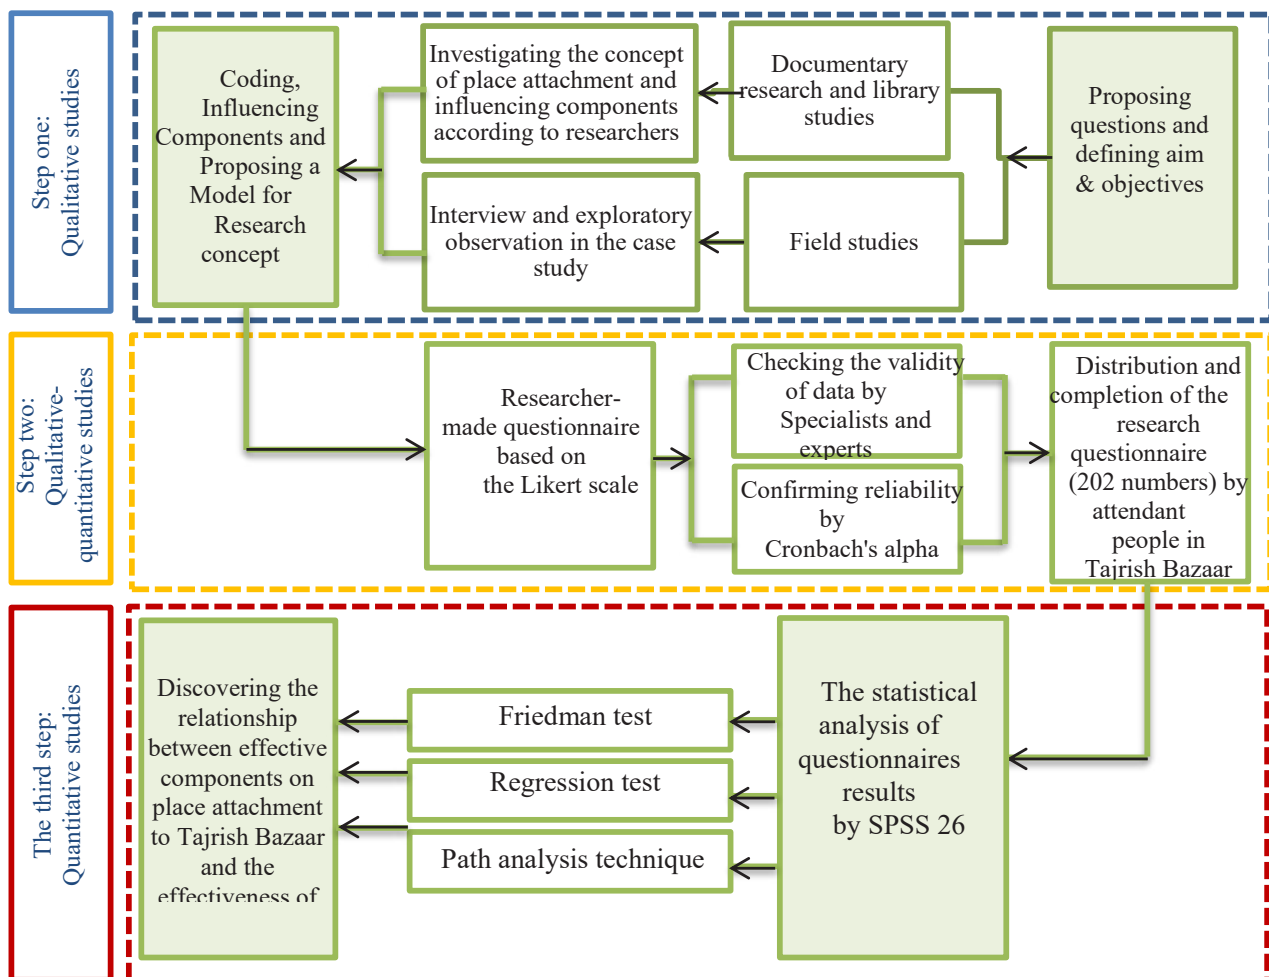 Step one:
Qualitative studies
Coding,
Influencing
Components and
Proposing a
Model for
Research
concept
Investigating the concept
of place attachment and
influencing components
according to researchers
Documentary
research and library
studies
Proposing
questions and
defining aim
& objectives
Interview and exploratory
observation in the case
study
Field studies
Step two:
Qualitative-
quantitative studies
Researcher-
made questionnaire
based on
the Likert scale
Checking the validity
of data by
Specialists and
experts
Confirming reliability
by
Cronbach's alpha
Distribution and
completion of the
research
questionnaire
(202 numbers) by
attendant
people in
Tajrish Bazaar
The third step:
Quantitative studies
Discovering the
relationship
between effective
components on
place attachment
to Tajrish Bazaar
and the
effectiveness of
Friedman test
Regression test
Path analysis technique
The statistical
analysis of
questionnaires
results
by SPSS 26